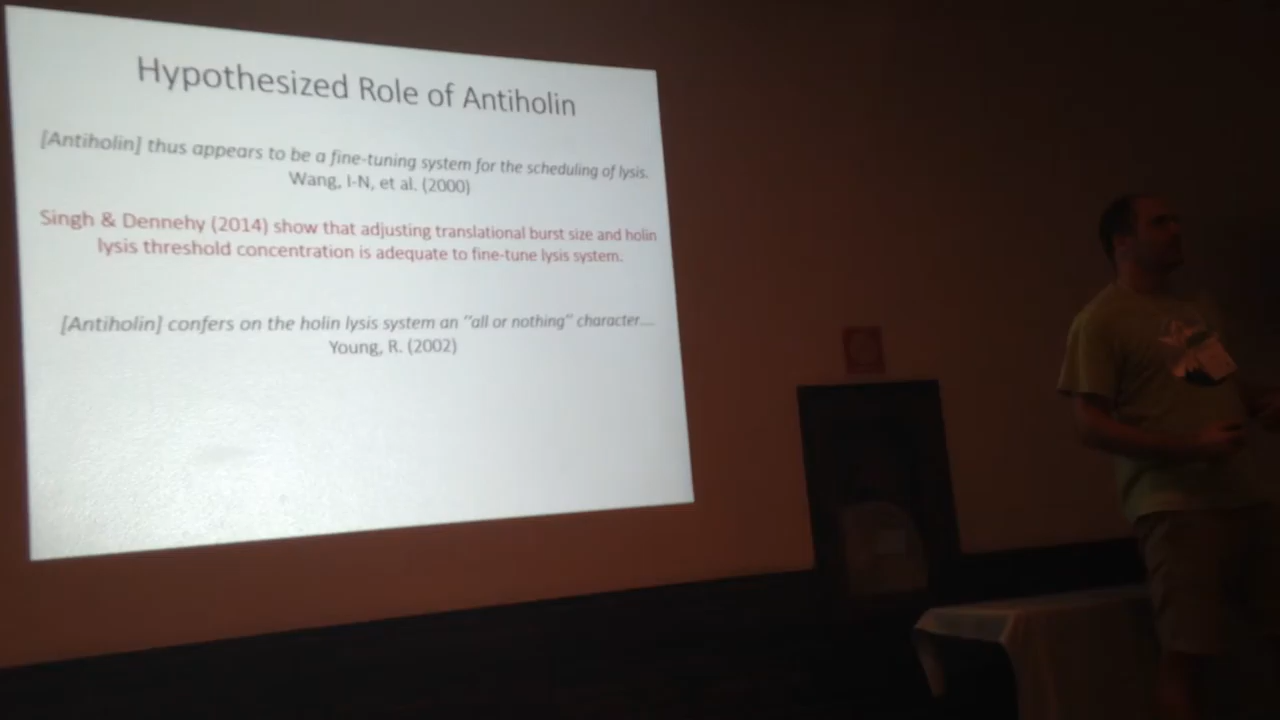 Hypothesized Role of Antiholin
[Antiholin] thus appears to be a fine-tuning system for the scheduling of lysis.
Wang, I-N, et al. (2000)
Singh & Dennehy (2014) show that adjusting translational burst size and holin
lysis threshold concentration is adequate to fine-tune lysis system.
[Antiholin] confers on the holin lysis system an "all or nothing" character....
Young, R. (2002)